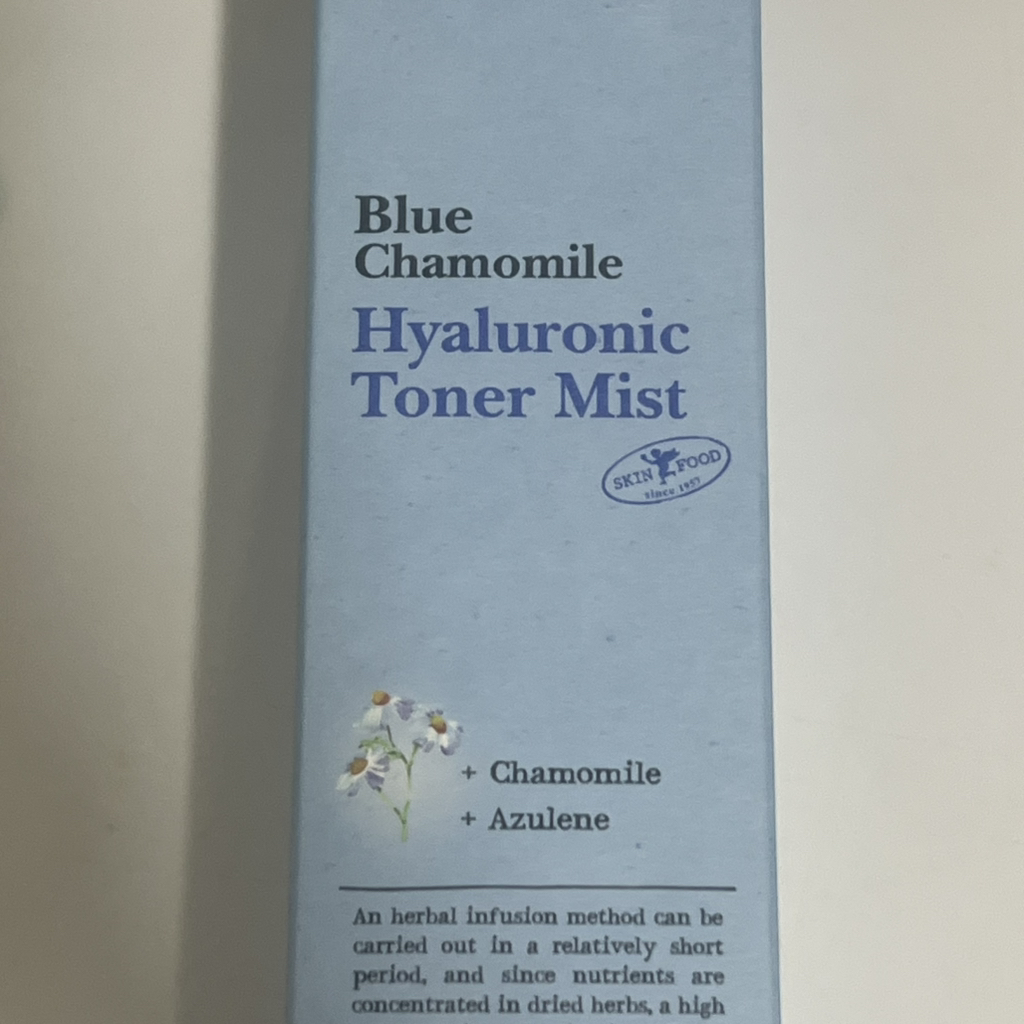 Blue
Chamomile
Hyaluronic
Toner Mist
SKIN FOOD
since 1957
+ Chamomile
+ Azulene
An herbal infusion method can be
carried out in a relatively short
period, and since nutrients are
concentrated in dried herbs, a high